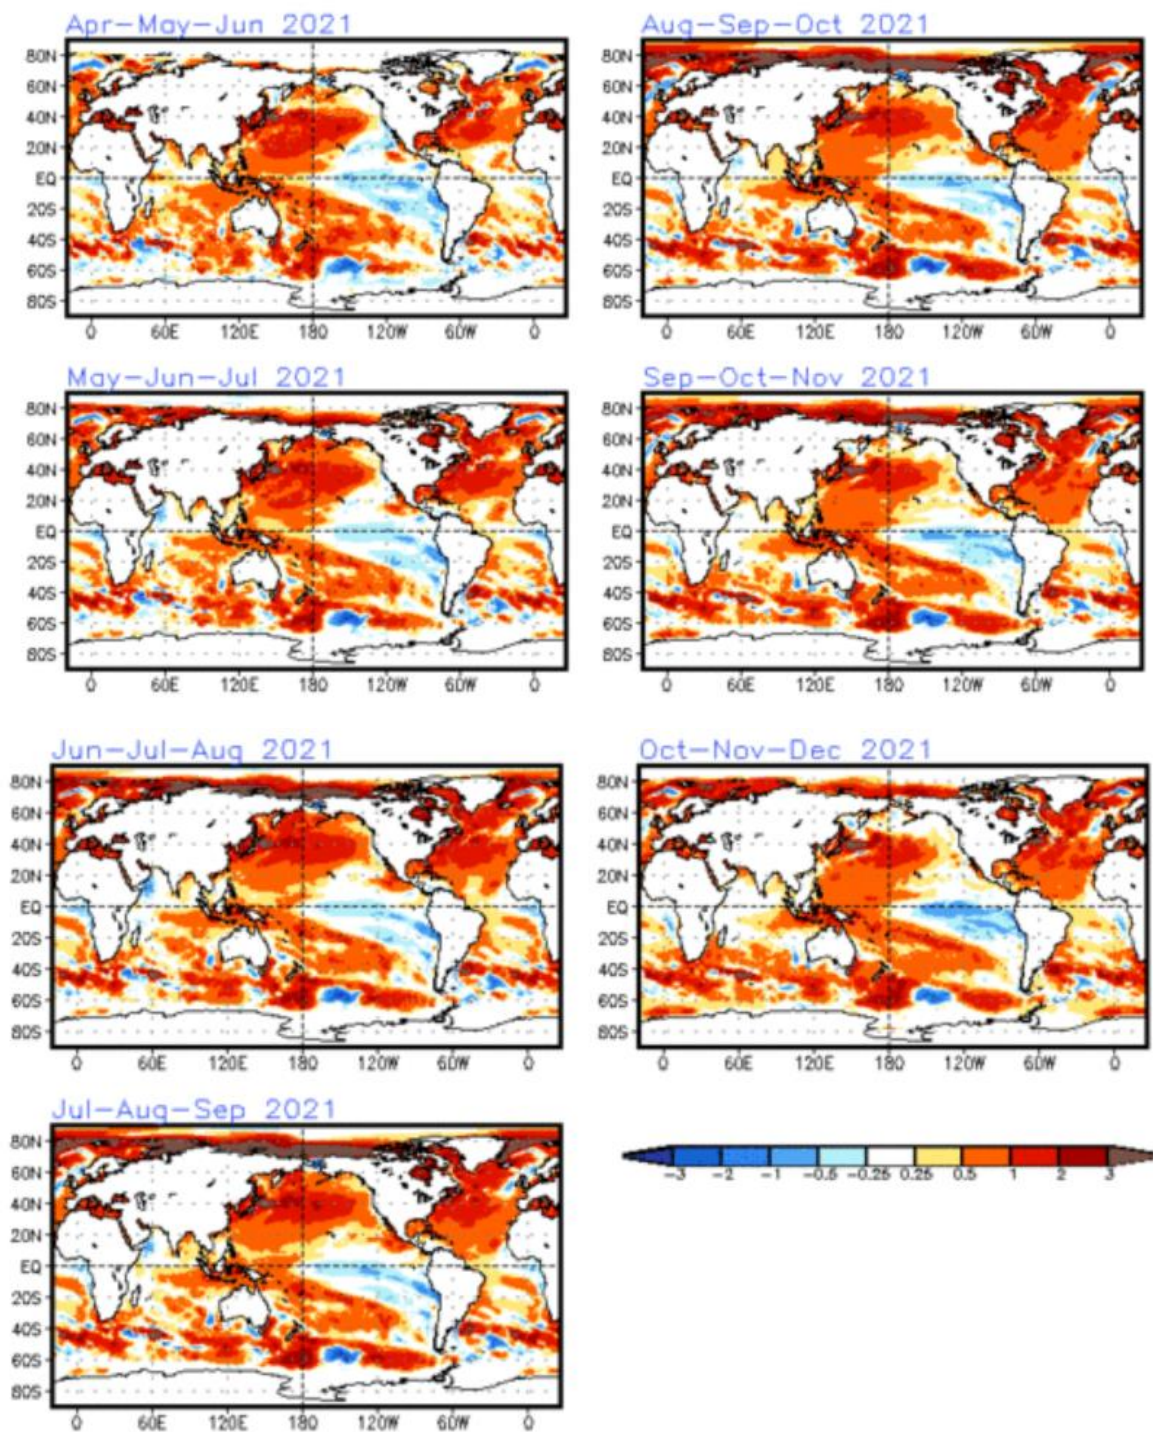 Apr-May-Jun 2021
80N
60N
40N
20N
EQ
20S
40S
60S
80S
0 60E 120E 180 120W 60W 0
May-Jun-Jul 2021
80N
60N
40N
20N
EQ
20S
40S
60S
80S
0 60E 120E 180 120W 60W 0
Jun-Jul-Aug 2021
80N
60N
40N
20N
EQ
20S
40S
60S
80S
0 60E 120E 180 120W 60W 0
Jul-Aug-Sep 2021
80N
60N
40N
20N
EQ
20S
40S
60S
80S
0 60E 120E 180 120W 60W 0
Aug-Sep-Oct 2021
80N
60N
40N
20N
EQ
20S
40S
60S
80S
0 60E 120E 180 120W 60W 0
Sep-Oct-Nov 2021
80N
60N
40N
20N
EQ
20S
40S
60S
80S
0 60E 120E 180 120W 60W 0
Oct-Nov-Dec 2021
80N
60N
40N
20N
EQ
20S
40S
60S
80S
0 60E 120E 180 120W 60W 0
-3 -2 -1 -0.5 -0.25 0.25 0.5 1 2 3